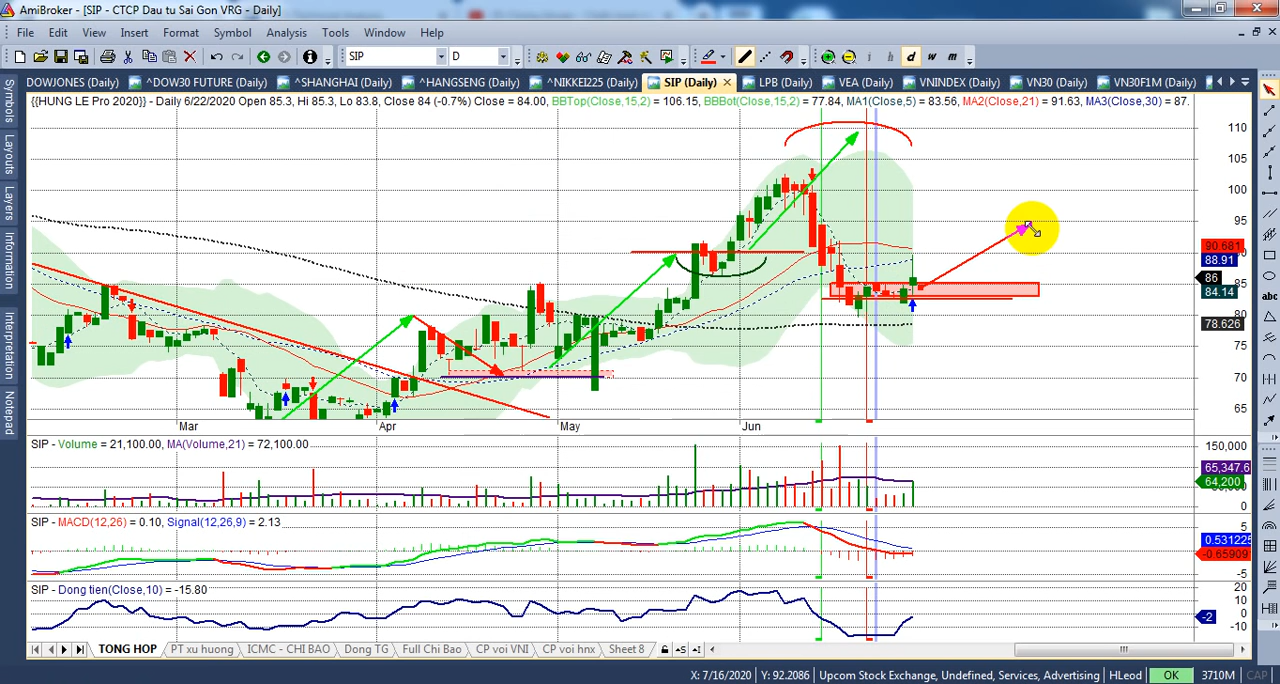 AmiBroker - [SIP - CTCP Dau tu Sai Gon VRG - Daily]
File Edit View Insert Format Symbol Analysis Tools Window Help
SIP D i h d w m
DOWJONES (Daily) ^DOW30 FUTURE (Daily) ^SHANGHAI (Daily) ^HANGSENG (Daily) ^NIKKEI225 (Daily) SIP (Daily) LPB (Daily) VEA (Daily) VNINDEX (Daily) VN30 (Daily) VN30F1M (Daily)
{{HUNG LE Pro 2020}} - Daily 6/22/2020 Open 85.3, Hi 85.3, Lo 83.8, Close 84 (-0.7%) Close = 84.00, BBTop(Close,15,2) = 106.15, BBBot(Close,15,2) = 77.84, MA1(Close,5) = 83.56, MA2(Close,21) = 91.63, MA3(Close,30) = 87.
Symbols
Layouts
Layers
Information
Interpretation
Notepad
110
105
100
95
90.681
88.91
86
84.14
80
78.626
75
70
65
abc
Mar Apr May Jun
SIP - Volume = 21,100.00, MA(Volume,21) = 72,100.00
150,000
65,347.6
64,200
SIP - MACD(12,26) = 0.10, Signal(12,26,9) = 2.13
5
0.531225
-0.65909
-5
SIP - Dong tien(Close,10) = -15.80
20
10
0
-2
-10
TONG HOP PT xu huong ICMC - CHI BAO Dong TG Full Chi Bao CP voi VNI CP voi hnx Sheet 8
X: 7/16/2020 Y: 92.2086 Upcom Stock Exchange, Undefined, Services, Advertising HLeod OK 3710M CAP